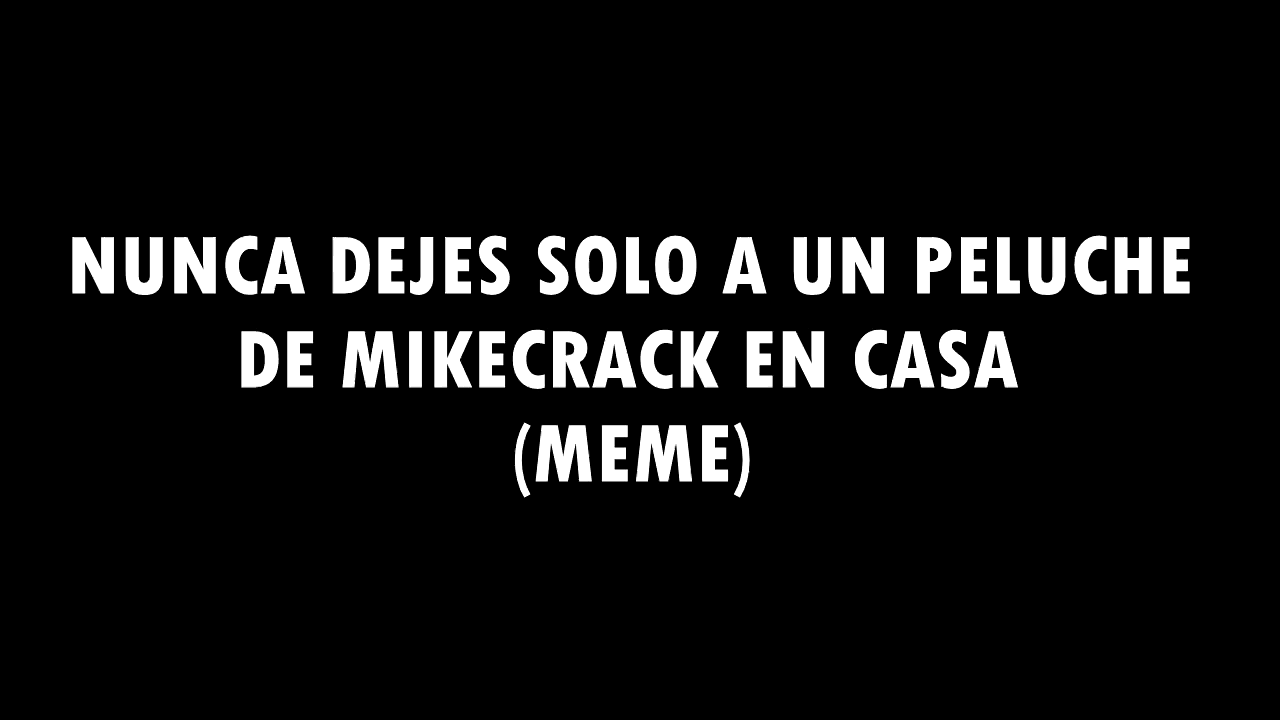 NUNCA DEJES SOLO A UN PELUCHE
DE MIKECRACK EN CASA
(MEME)